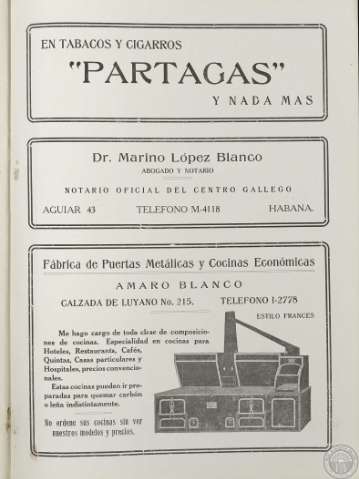 EN TABACOS Y CIGARROS
"PARTAGAS"
Y NADA MAS
Dr. Marino López Blanco
ABOGADO Y NOTARIO
NOTARIO OFICIAL DEL CENTRO GALLEGO
AGUIAR 43 TELEFONO M-4118 HABANA.
Fábrica de Puertas Metálicas y Cocinas Económicas
AMARO BLANCO
CALZADA DE LUYANO No. 215. TELEFONO I-2778
ESTILO FRANCES
Me hago cargo de toda clase de composicio-
nes de cocinas. Especialidad en cocinas para
Hoteles, Restaurants, Cafés,
Quintas, Casas particulares y
Hospitales, precios convencio-
nales.
Estas cocinas pueden ir pre-
paradas para quemar carbón
o leña indistintamente.
No ordene sus cocinas sin ver
nuestros modelos y precios.